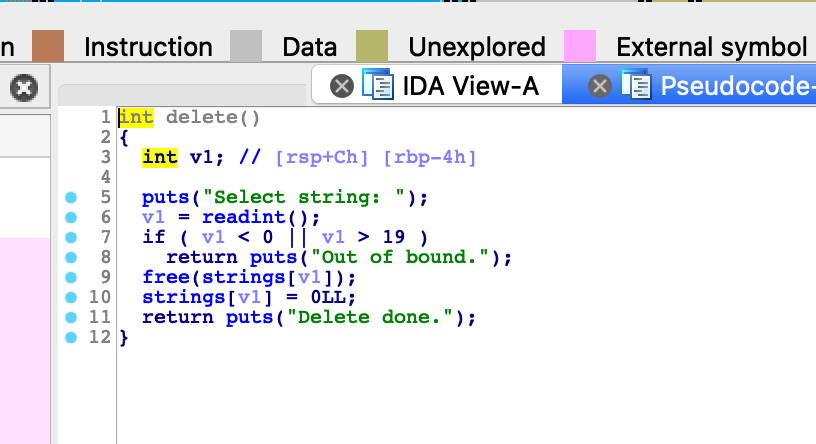 n Instruction Data Unexplored External symbol
IDA View-A Pseudocode-
1 int delete()
2 {
3   int v1; // [rsp+Ch] [rbp-4h]
4
5   puts("Select string: ");
6   v1 = readint();
7   if ( v1 < 0 || v1 > 19 )
8     return puts("Out of bound.");
9   free(strings[v1]);
10   strings[v1] = 0LL;
11   return puts("Delete done.");
12 }